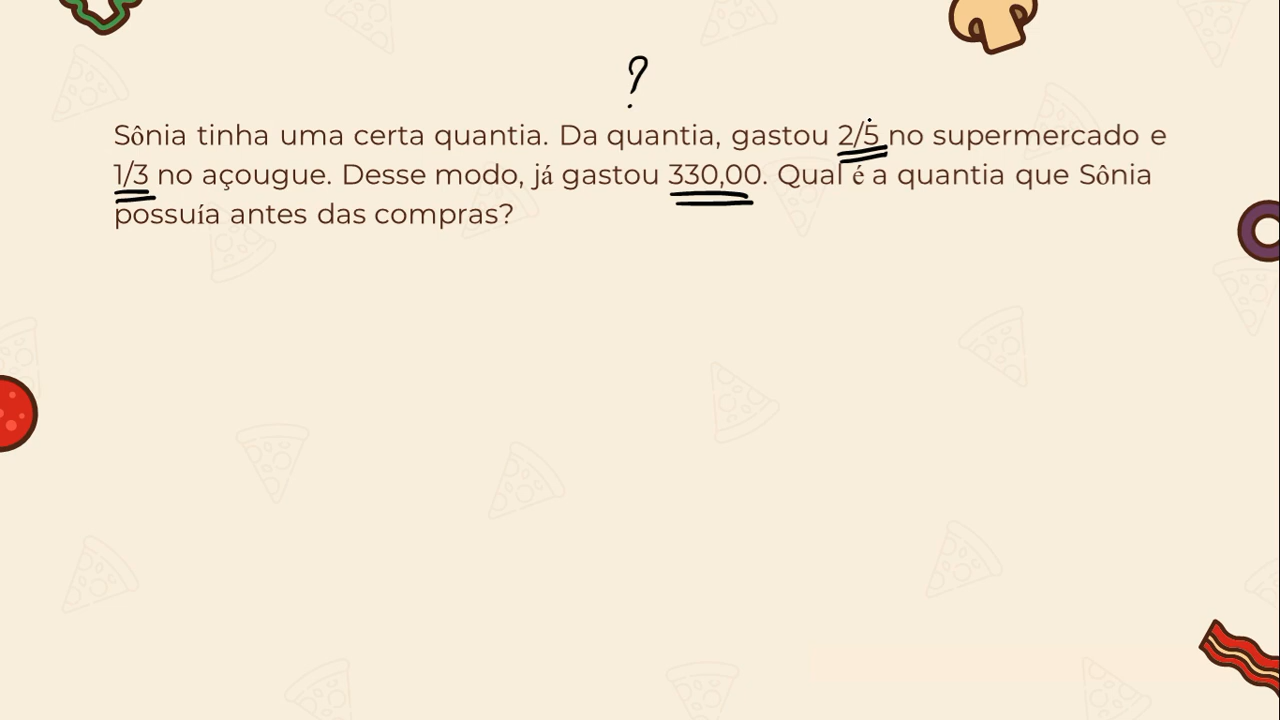 ?
Sônia tinha uma certa quantia. Da quantia, gastou 2/5 no supermercado e
1/3 no açougue. Desse modo, já gastou 330,00. Qual é a quantia que Sônia
possuía antes das compras?